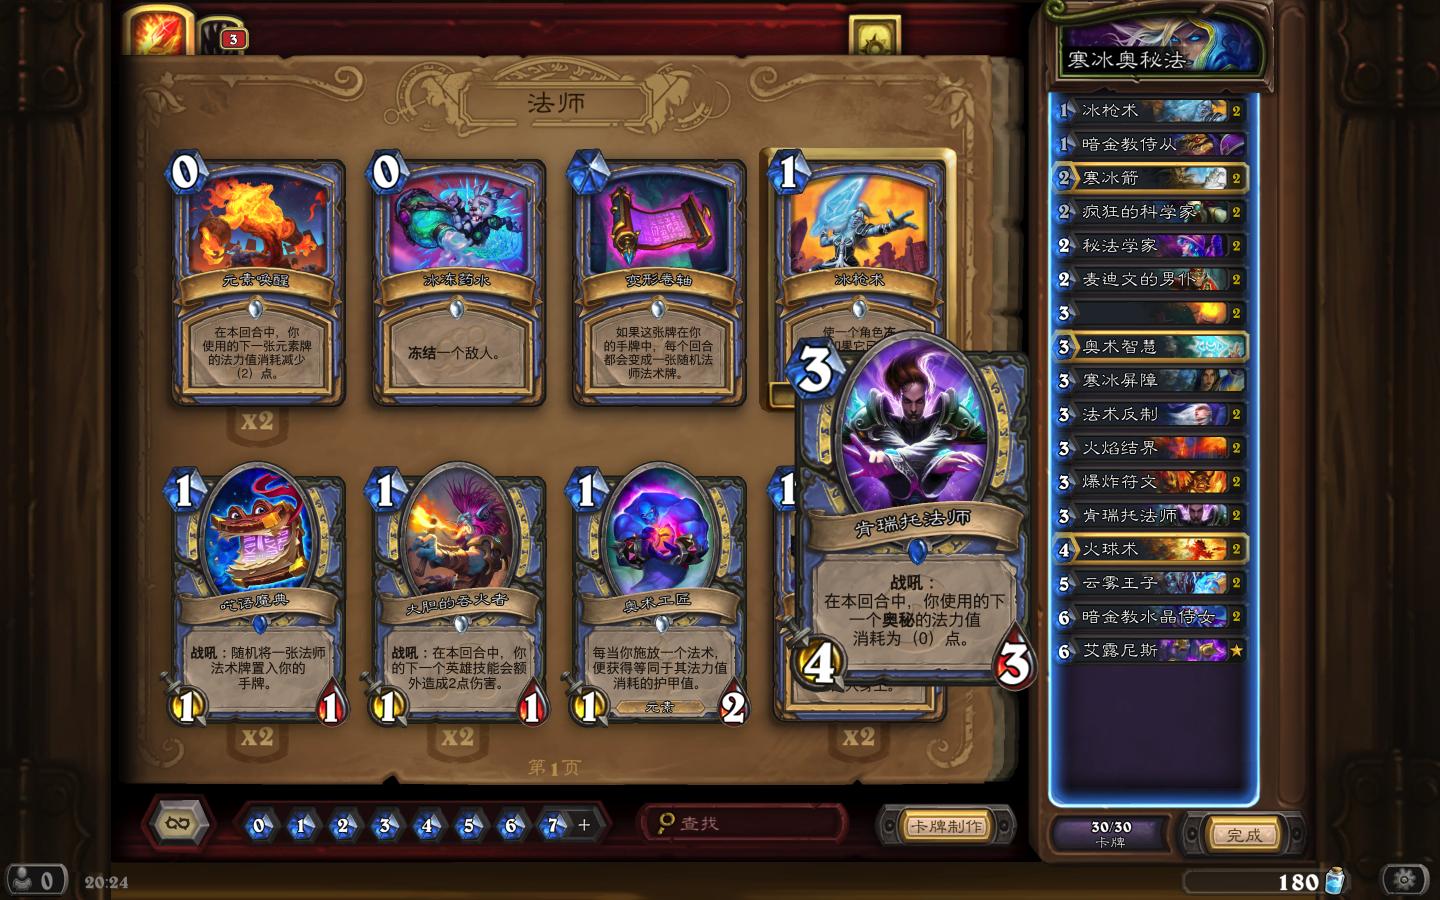 3
法师
寒冰奥秘法
0
元素唤醒
在本回合中，你
使用的下一张元素牌
的法力值消耗减少
（2）点。
x2
0
冰冻药水
冻结一个敌人。
变形卷轴
如果这张牌在你
的手牌中，每个回合
都会变成一张随机法
师法术牌。
1
冰枪术
使一个角色冻
1
呓语魔典
战吼：随机将一张法师
法术牌置入你的
手牌。
1
1
x2
1
大胆的吞火者
战吼：在本回合中，你
的下一个英雄技能会额
外造成2点伤害。
1
1
x2
1
奥术工匠
每当你施放一个法术，
便获得等同于其法力值
消耗的护甲值。
元素
1
2
1
x2
3
肯瑞托法师
战吼：
在本回合中，你使用的下
一个奥秘的法力值
消耗为（0）点。
4
3
第1页
1 冰枪术 2
1 暗金教侍从 2
2 寒冰箭 2
2 疯狂的科学家 2
2 秘法学家 2
2 麦迪文的男仆 2
3 2
3 奥术智慧 2
3 寒冰屏障 2
3 法术反制 2
3 火焰结界 2
3 爆炸符文 2
3 肯瑞托法师 2
4 火球术 2
5 云雾王子 2
6 暗金教水晶侍女 2
6 艾露尼斯
0 1 2 3 4 5 6 7 +
查找
卡牌制作
30/30
卡牌
完成
0
20:24
180